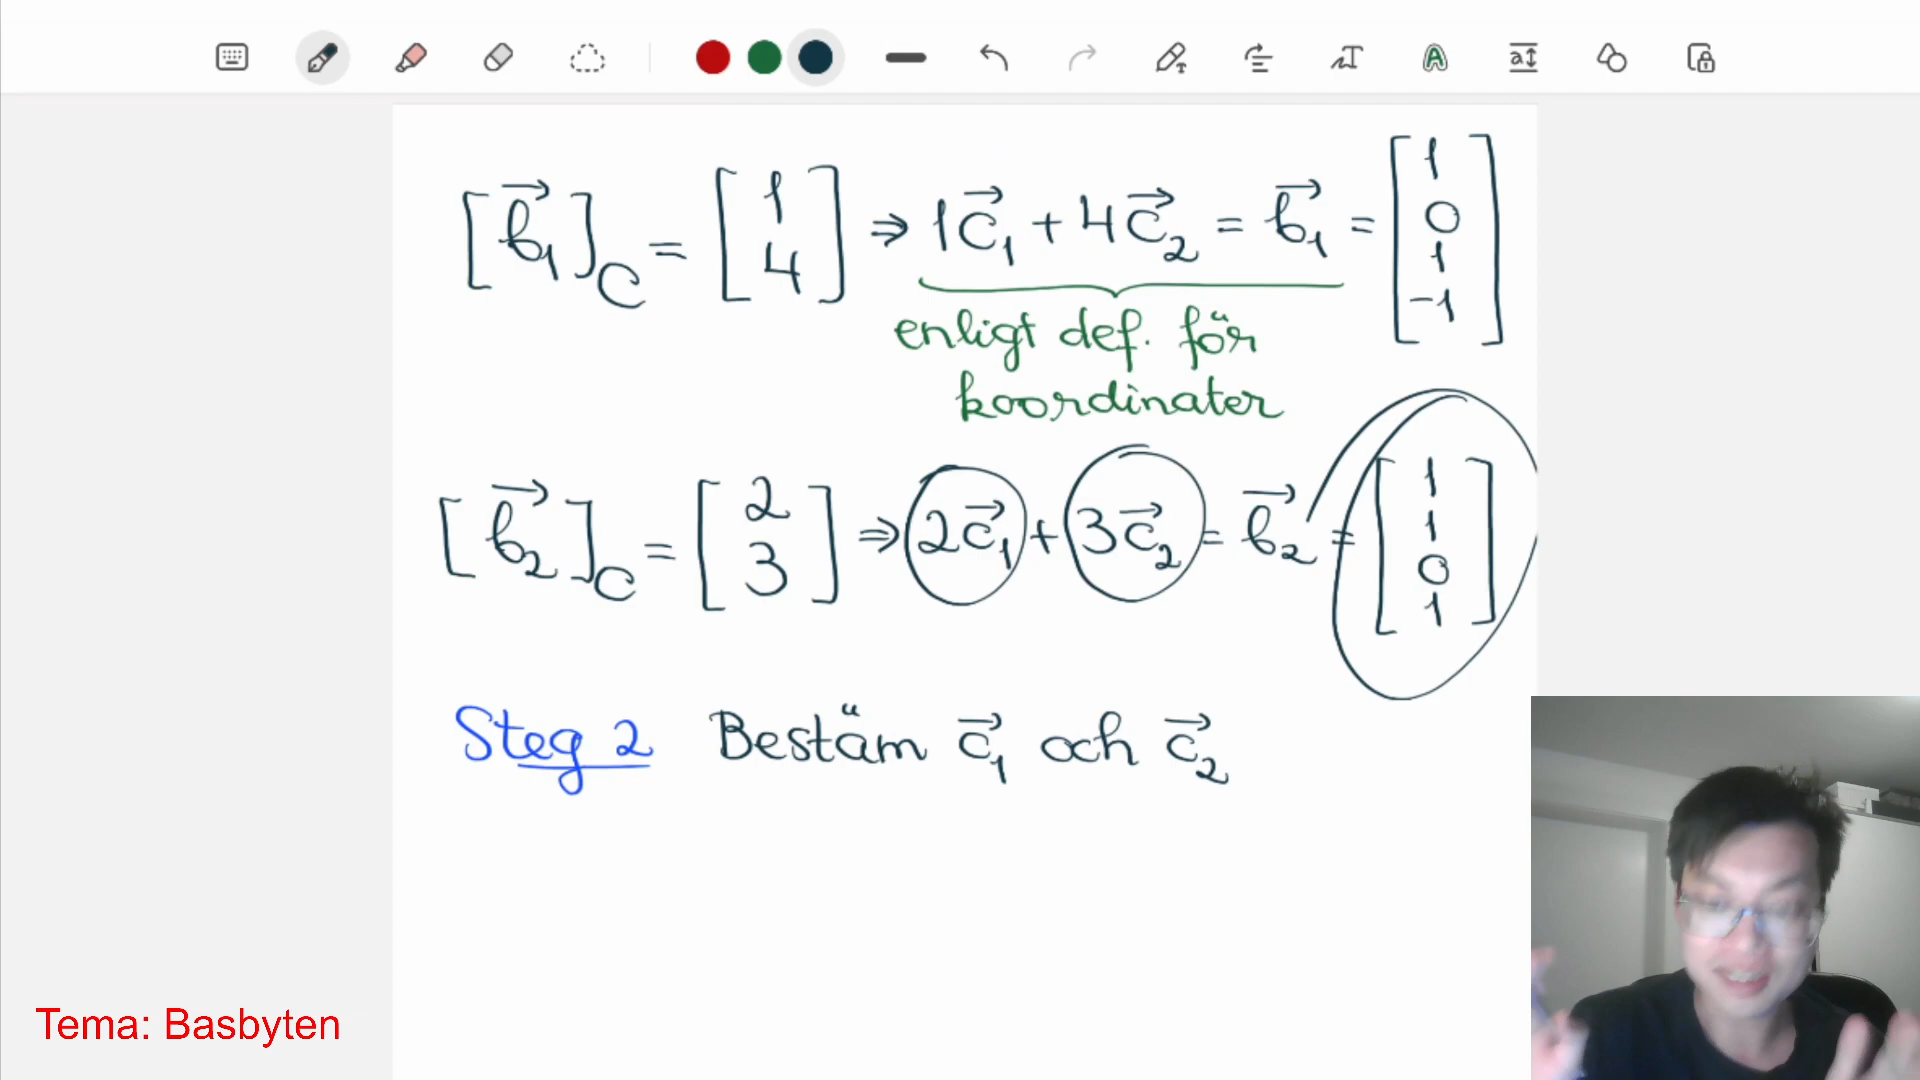 [b⃗₁]_C = [1 4] ⇒ 1c⃗₁ + 4c⃗₂ = b⃗₁ = [1 0 1 -1]
enligt def. för
koordinater
[b⃗₂]_C = [2 3] ⇒ 2c⃗₁ + 3c⃗₂ = b⃗₂ = [1 1 0 1]
Steg 2 Bestäm c⃗₁ och c⃗₂
Tema: Basbyten